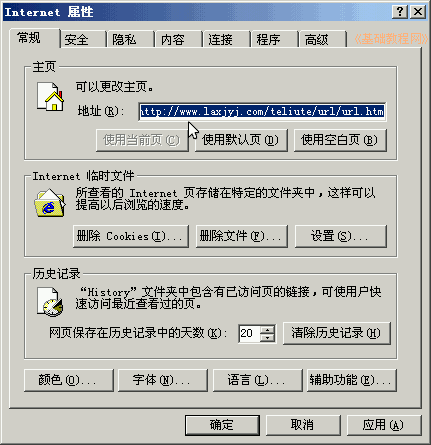 Internet 属性
常规 安全 隐私 内容 连接 程序 高级
主页
可以更改主页。
地址(R): http://www.laxjyj.com/teliute/url/url.htm
使用当前页(C) 使用默认页(D) 使用空白页(B)
Internet 临时文件
所查看的 Internet 页存储在特定的文件夹中,这样可以
提高以后浏览的速度。
删除 Cookies(I)... 删除文件(F)... 设置(S)...
历史记录
“History”文件夹中包含有已访问页的链接,可使用户快
速访问最近查看过的页。
网页保存在历史记录中的天数(K): 20 清除历史记录(H)
颜色(O)... 字体(N)... 语言(L)... 辅助功能(E)...
确定 取消 应用(A)